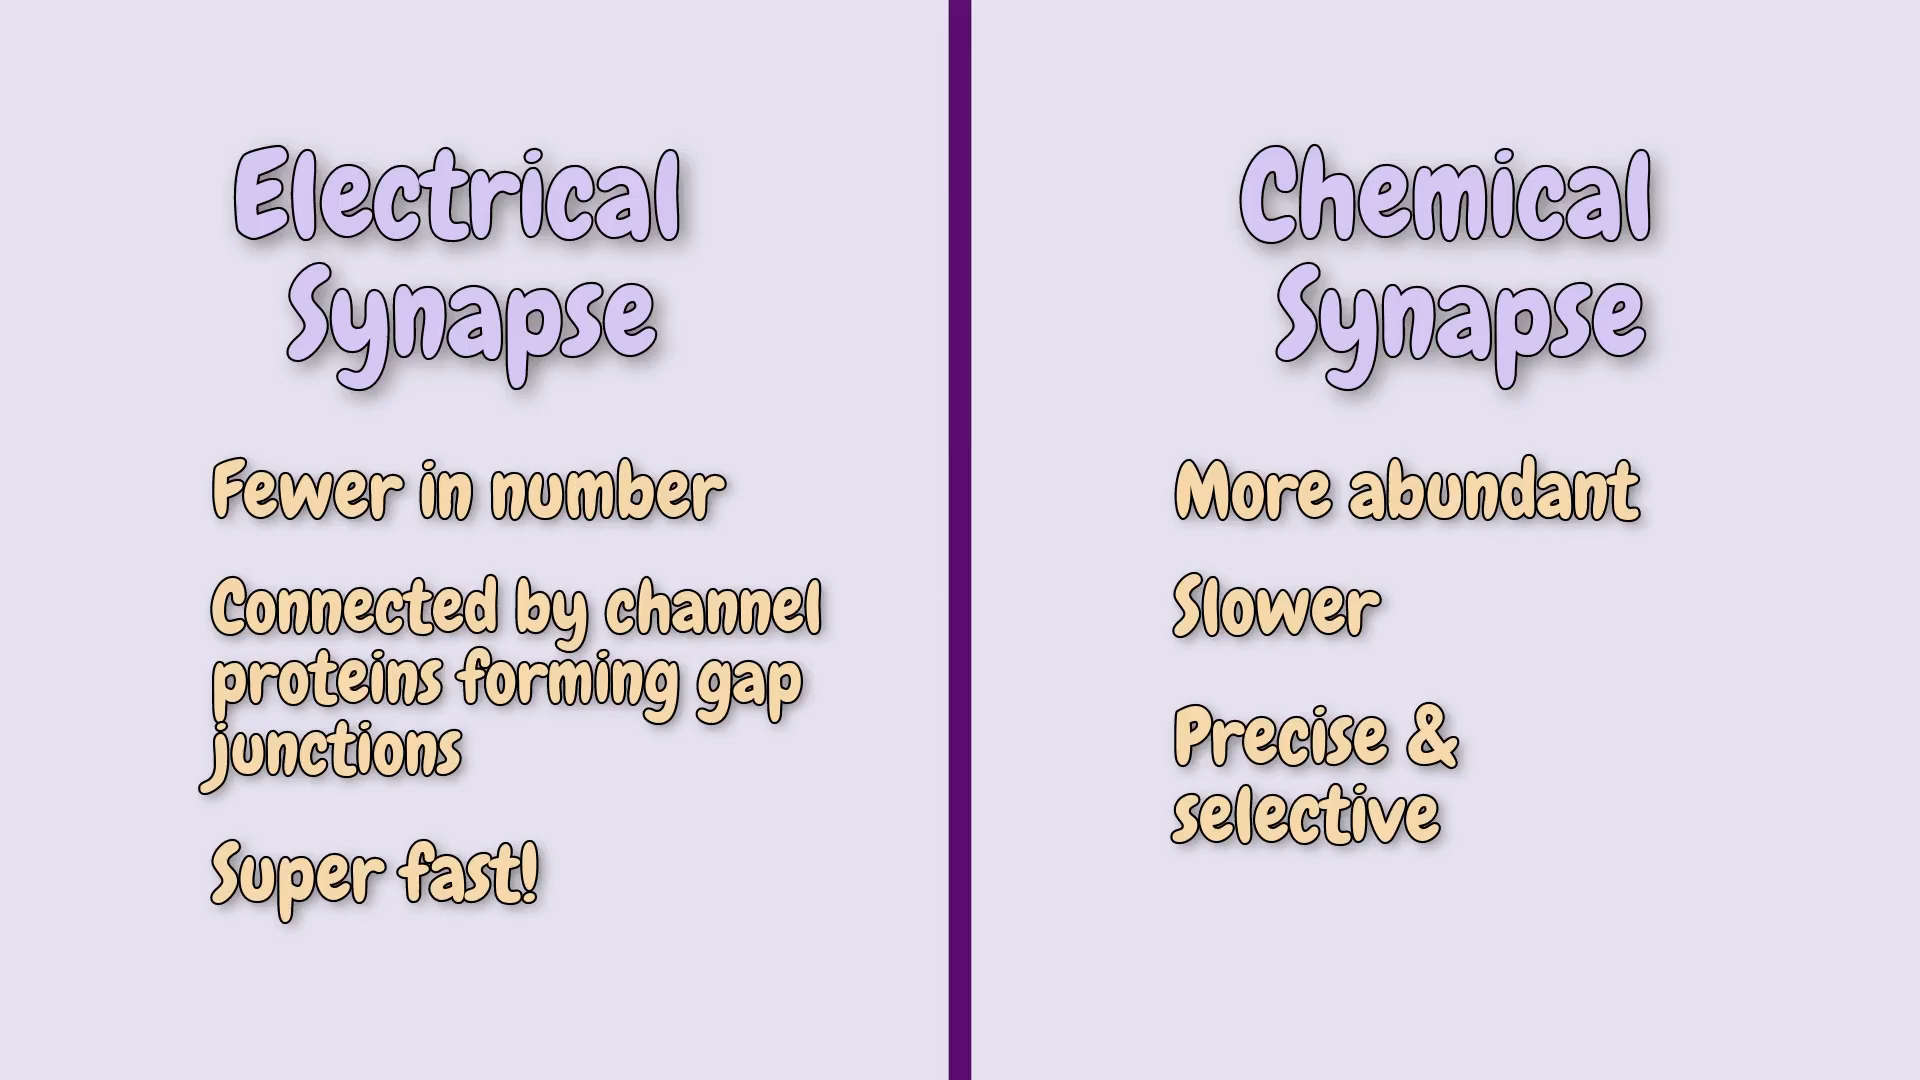 Electrical
Synapse
Fewer in number
Connected by channel
proteins forming gap
junctions
Super fast!
Chemical
Synapse
More abundant
Slower
Precise &
selective